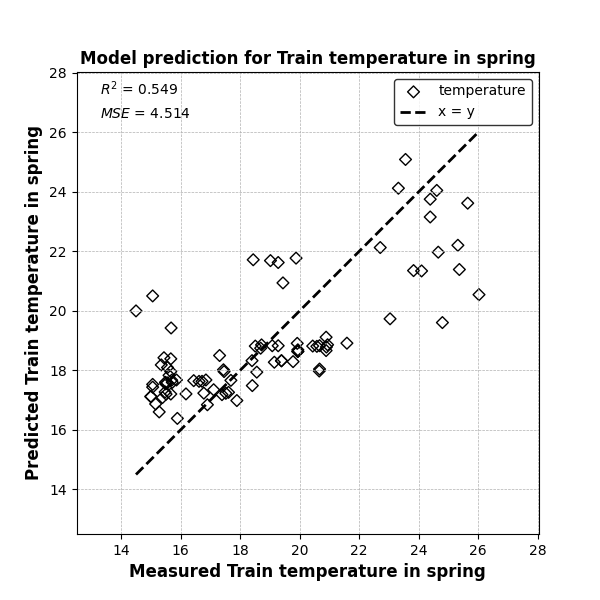 Model prediction for Train temperature in spring
R² = 0.549
MSE = 4.514
temperature
x = y
Predicted Train temperature in spring
28
26
24
22
20
18
16
14
14 16 18 20 22 24 26 28
Measured Train temperature in spring